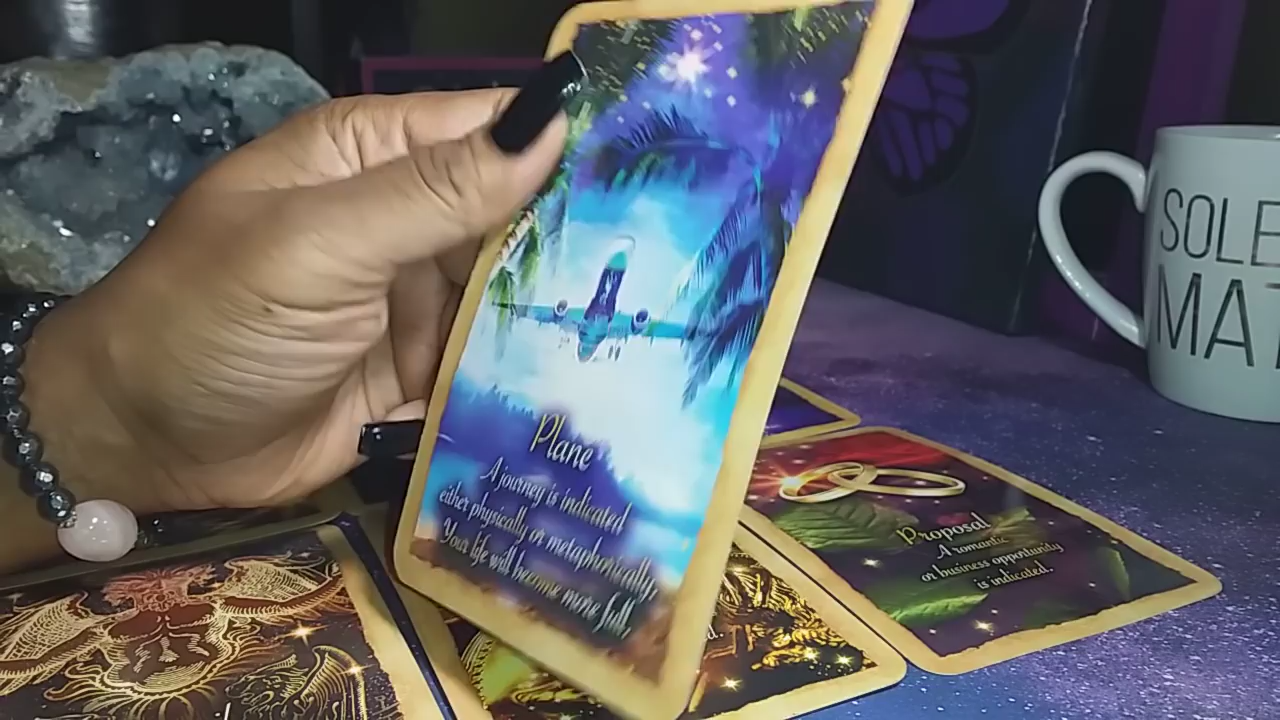 Plane
A journey is indicated
either physically or metaphorically,
Your life will become more full.
Proposal
A romantic
or business opportunity
is indicated.
SOLE
MAT
d.